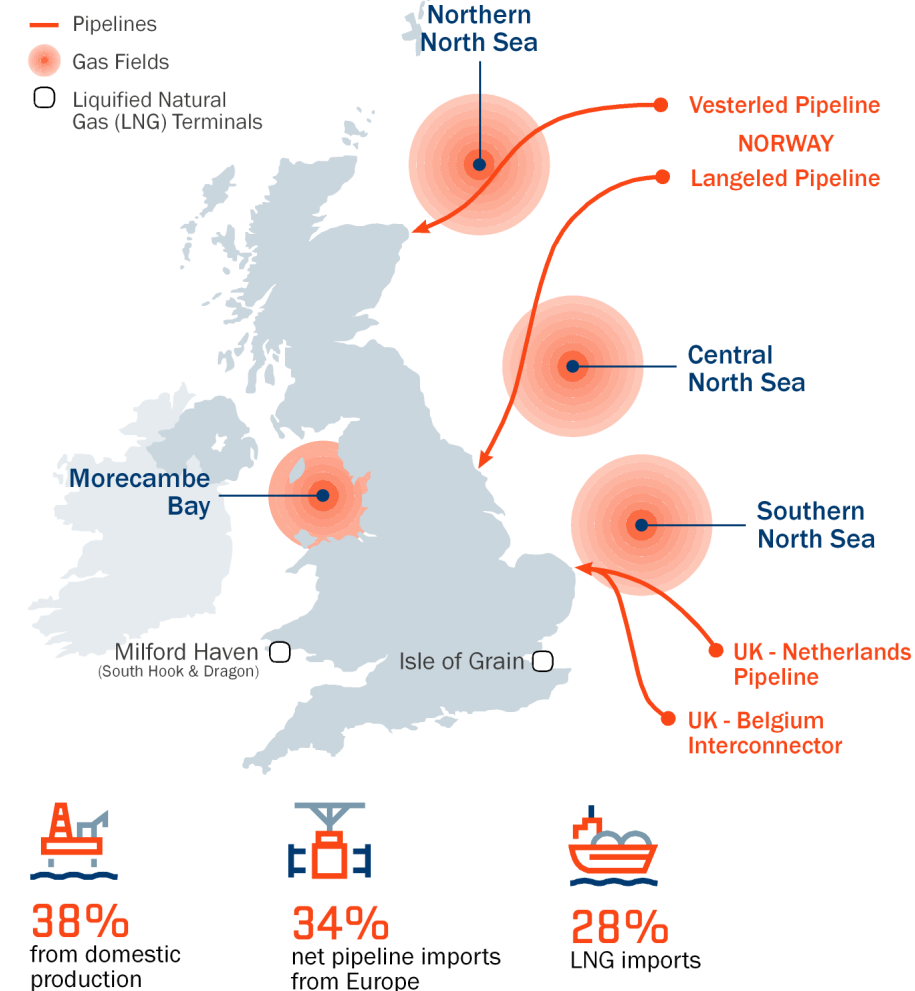 Pipelines
Gas Fields
Liquified Natural
Gas (LNG) Terminals
Northern
North Sea
Vesterled Pipeline
NORWAY
Langeled Pipeline
Central
North Sea
Morecambe
Bay
Southern
North Sea
Milford Haven
(South Hook & Dragon)
Isle of Grain
UK - Netherlands
Pipeline
UK - Belgium
Interconnector
38%
from domestic
production
34%
net pipeline imports
from Europe
28%
LNG imports